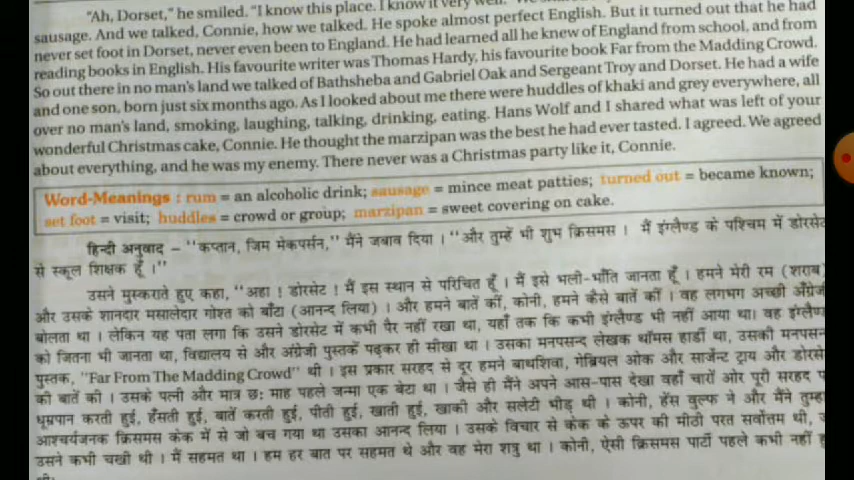 "Ah, Dorset," he smiled. "I know this place. I know it very well."
sausage. And we talked, Connie, how we talked. He spoke almost perfect English. But it turned out that he had
never set foot in Dorset, never even been to England. He had learned all he knew of England from school, and from
reading books in English. His favourite writer was Thomas Hardy, his favourite book Far from the Madding Crowd.
So out there in no man's land we talked of Bathsheba and Gabriel Oak and Sergeant Troy and Dorset. He had a wife
and one son, born just six months ago. As I looked about me there were huddles of khaki and grey everywhere, all
over no man's land, smoking, laughing, talking, drinking, eating. Hans Wolf and I shared what was left of your
wonderful Christmas cake, Connie. He thought the marzipan was the best he had ever tasted. I agreed. We agreed
about everything, and he was my enemy. There never was a Christmas party like it, Connie.
Word-Meanings : rum = an alcoholic drink; sausage = mince meat patties; turned out = became known;
set foot = visit; huddles = crowd or group; marzipan = sweet covering on cake.
हिन्दी अनुवाद – "कप्तान, जिम मेकपर्सन," मैंने जबाव दिया। "और तुम्हें भी शुभ क्रिसमस। मैं इंग्लैण्ड के पश्चिम में डोरसेट
से स्कूल शिक्षक हूँ।"
उसने मुस्कराते हुए कहा, "अहा! डोरसेट! मैं इस स्थान से परिचित हूँ। मैं इसे भली-भाँति जानता हूँ। हमने मेरी रम (शराब)
और उसके शानदार मसालेदार गोश्त को बाँटा (आनन्द लिया)। और हमने बातें कीं, कोनी, हमने कैसे बातें कीं। वह लगभग अच्छी अँग्रेजी
बोलता था। लेकिन यह पता लगा कि उसने डोरसेट में कभी पैर नहीं रखा था, यहाँ तक कि कभी इंग्लैण्ड भी नहीं आया था। वह इंग्लैण्ड
को जितना भी जानता था, विद्यालय से और अंग्रेजी पुस्तकें पढ़कर ही सीखा था। उसका मनपसन्द लेखक थॉमस हार्डी था, उसकी मनपसन्द
पुस्तक, "Far From The Madding Crowd" थी। इस प्रकार सरहद से दूर हमने बाथशिवा, गेब्रियल ओक और सार्जेन्ट ट्राय और डोरसेट
की बातें की। उसके पत्नी और मात्र छः माह पहले जन्मा एक बेटा था। जैसे ही मैंने अपने आस-पास देखा वहाँ चारों ओर पूरी सरहद
धूम्रपान करती हुई, हँसती हुई, बातें करती हुई, पीती हुई, खाती हुई, खाकी और सलेटी भीड़ थी। कोनी, हँस वुल्फ ने और मैंने
आश्चर्यजनक क्रिसमस केक में से जो बच गया था उसका आनन्द लिया। उसके विचार से केक के ऊपर की मीठी परत सर्वोत्तम थी,
उसने कभी चखी थी। मैं सहमत था। हम हर बात पर सहमत थे और वह मेरा शत्रु था। कोनी, ऐसी क्रिसमस पार्टी पहले कभी नहीं